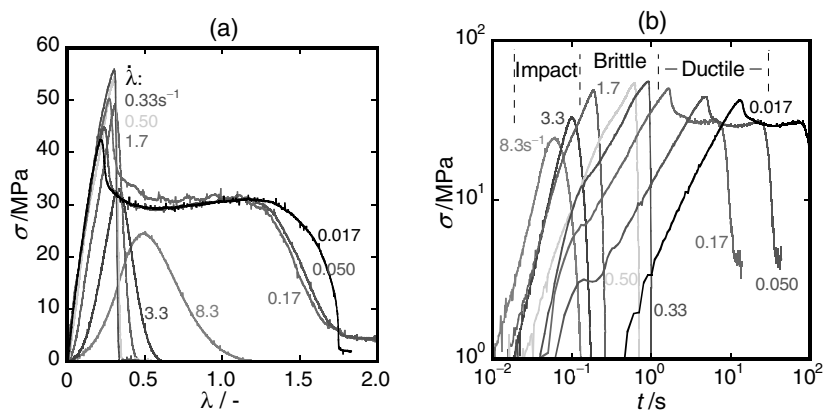 (a)
60
50
40
30
20
10
0
σ/MPa
λ̇:
0.33s⁻¹
0.50
1.7
3.3
8.3
0.017
0.050
0.17
0 0.5 1.0 1.5 2.0
λ / -
(b)
10²
10¹
10⁰
σ/MPa
Impact
Brittle
Ductile
8.3s⁻¹
3.3
1.7
0.50
0.33
0.017
0.17
0.050
10⁻² 10⁻¹ 10⁰ 10¹ 10²
t /s